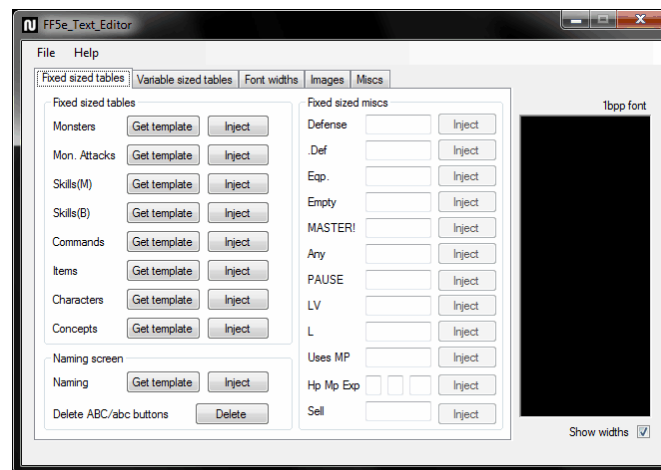 FF5e_Text_Editor
File Help
Fixed sized tables Variable sized tables Font widths Images Miscs
Fixed sized tables
Monsters Get template Inject
Mon. Attacks Get template Inject
Skills(M) Get template Inject
Skills(B) Get template Inject
Commands Get template Inject
Items Get template Inject
Characters Get template Inject
Concepts Get template Inject
Naming screen
Naming Get template Inject
Delete ABC/abc buttons Delete
Fixed sized miscs
Defense Inject
.Def Inject
Eqp. Inject
Empty Inject
MASTER! Inject
Any Inject
PAUSE Inject
LV Inject
L Inject
Uses MP Inject
Hp Mp Exp Inject
Sell Inject
1bpp font
Show widths